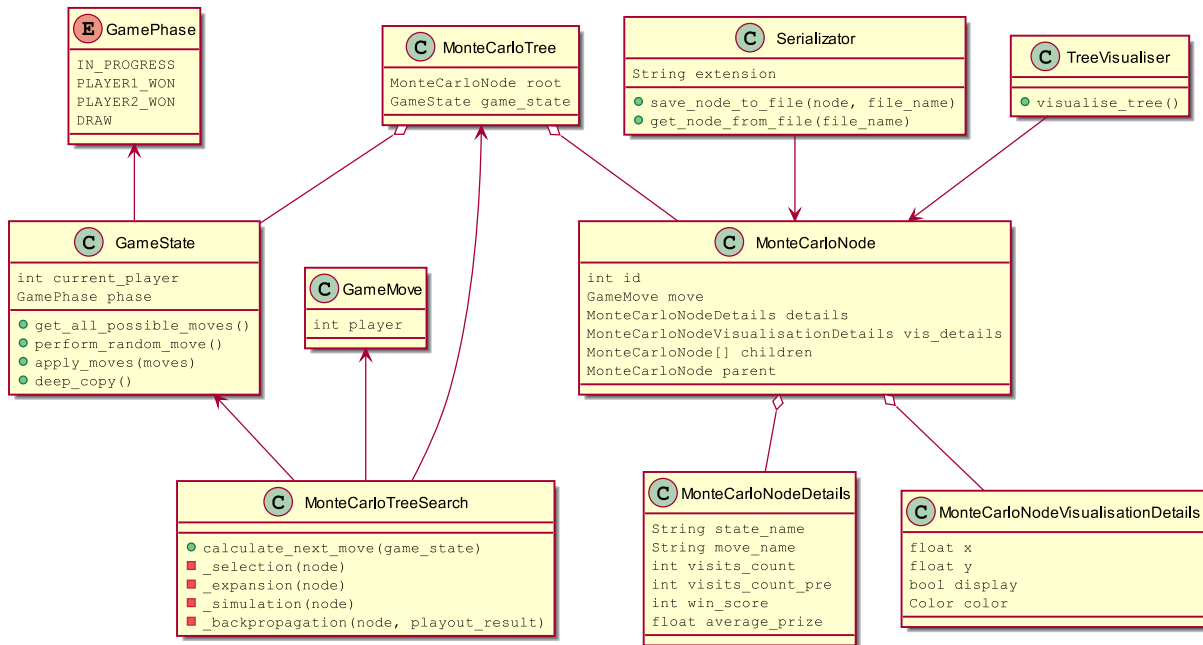 E GamePhase
IN_PROGRESS
PLAYER1_WON
PLAYER2_WON
DRAW
C MonteCarloTree
MonteCarloNode root
GameState game_state
C Serializator
String extension
save_node_to_file(node, file_name)
get_node_from_file(file_name)
C TreeVisualiser
visualise_tree()
C GameState
int current_player
GamePhase phase
get_all_possible_moves()
perform_random_move()
apply_moves(moves)
deep_copy()
C GameMove
int player
C MonteCarloNode
int id
GameMove move
MonteCarloNodeDetails details
MonteCarloNodeVisualisationDetails vis_details
MonteCarloNode[] children
MonteCarloNode parent
C MonteCarloTreeSearch
calculate_next_move(game_state)
_selection(node)
_expansion(node)
_simulation(node)
_backpropagation(node, playout_result)
C MonteCarloNodeDetails
String state_name
String move_name
int visits_count
int visits_count_pre
int win_score
float average_prize
C MonteCarloNodeVisualisationDetails
float x
float y
bool display
Color color